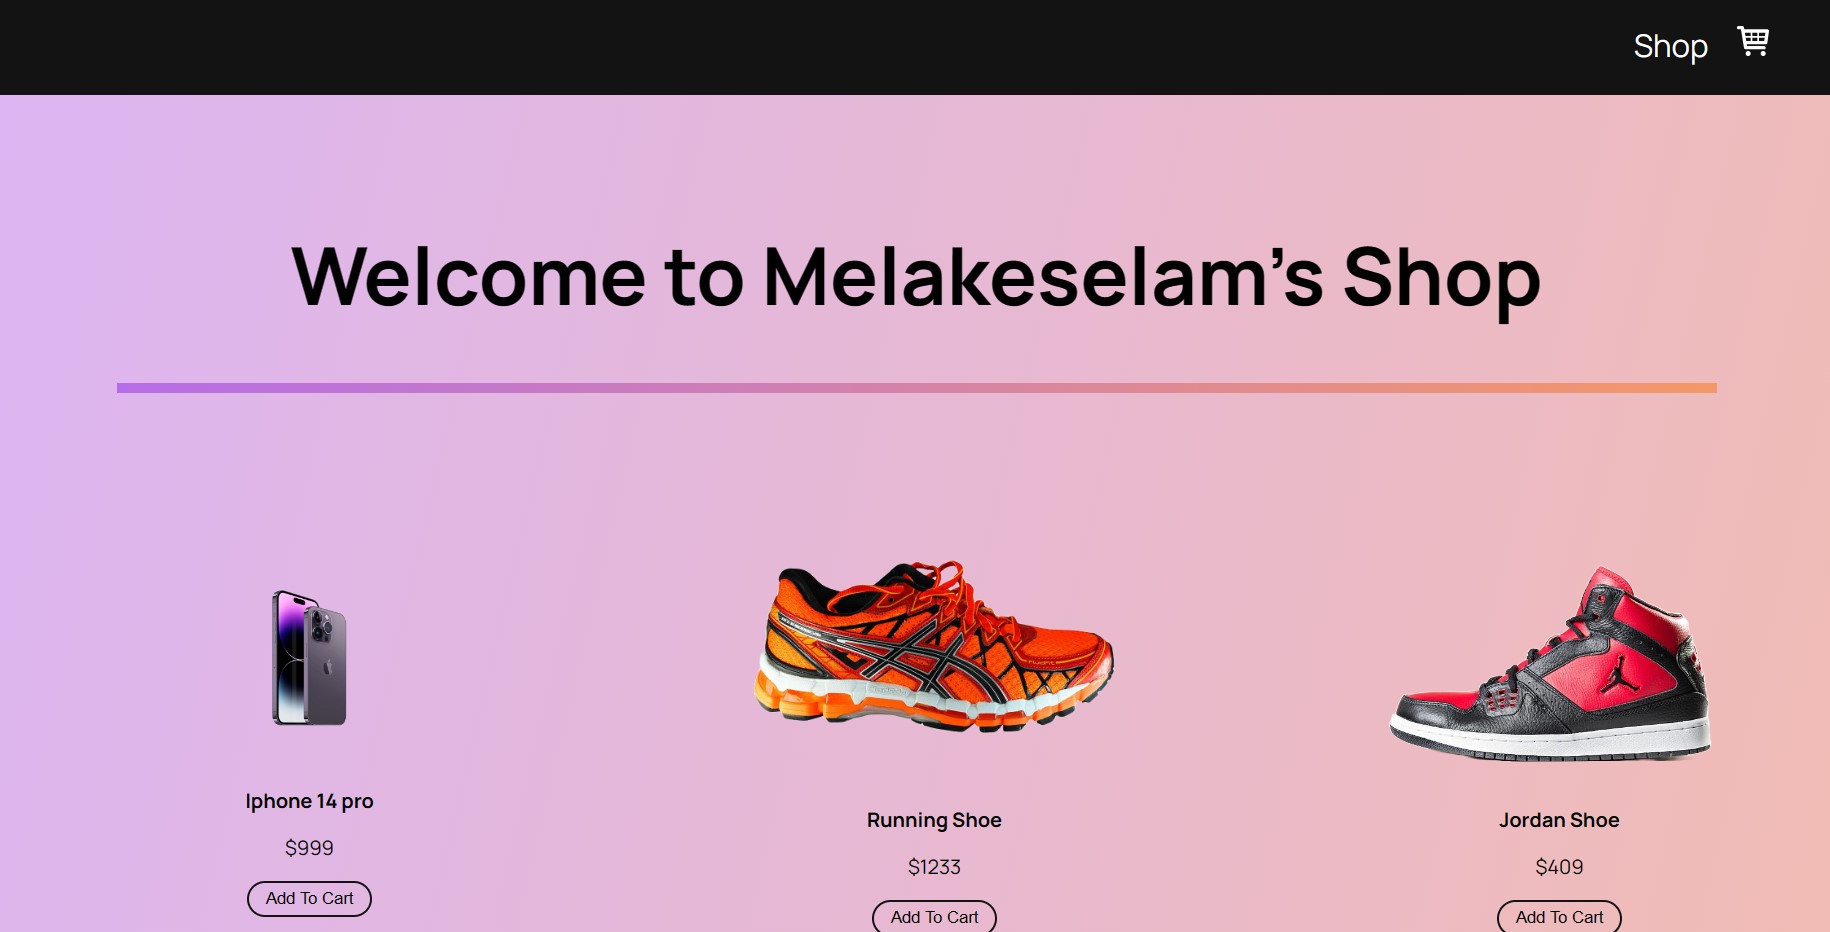 Shop
Welcome to Melakeselam’s Shop
Iphone 14 pro
$999
Add To Cart
Running Shoe
$1233
Add To Cart
Jordan Shoe
$409
Add To Cart